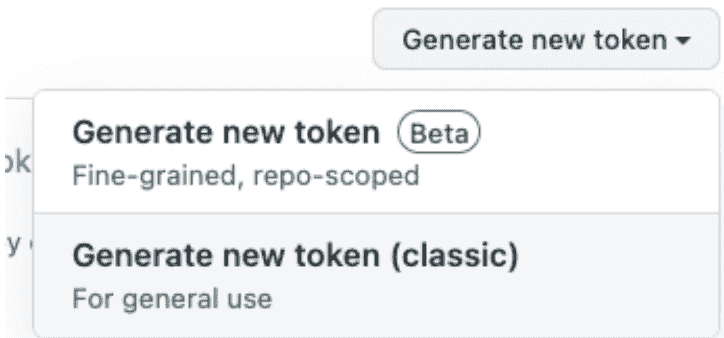 Generate new token
Generate new token Beta
Fine-grained, repo-scoped
Generate new token (classic)
For general use